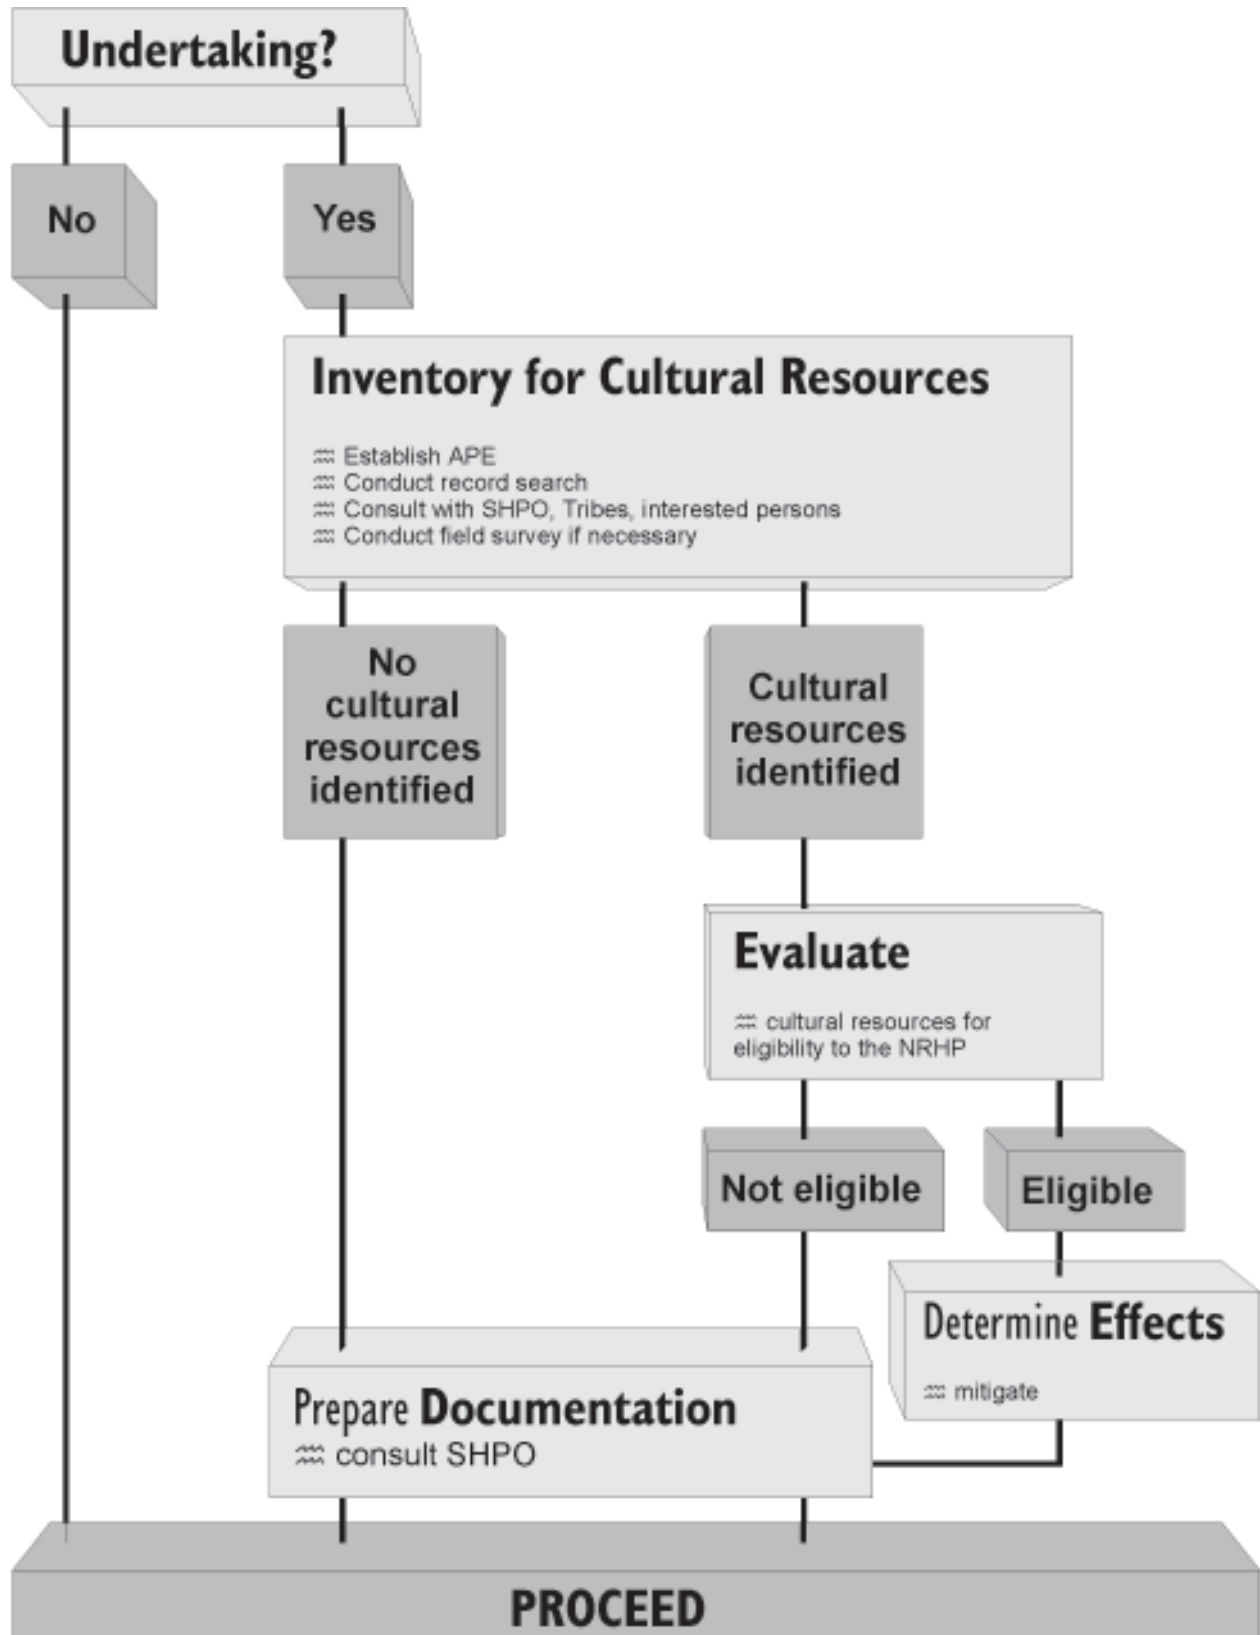 Undertaking?
No
Yes
Inventory for Cultural Resources
Establish APE
Conduct record search
Consult with SHPO, Tribes, interested persons
Conduct field survey if necessary
No
cultural
resources
identified
Cultural
resources
identified
Evaluate
cultural resources for
eligibility to the NRHP
Not eligible
Eligible
Determine Effects
mitigate
Prepare Documentation
consult SHPO
PROCEED